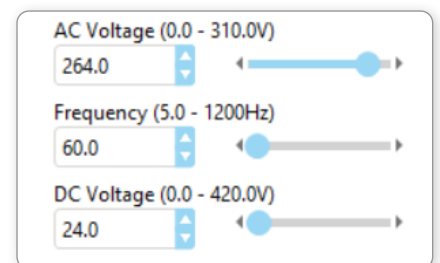 AC Voltage (0.0 - 310.0V)
264.0
Frequency (5.0 - 1200Hz)
60.0
DC Voltage (0.0 - 420.0V)
24.0